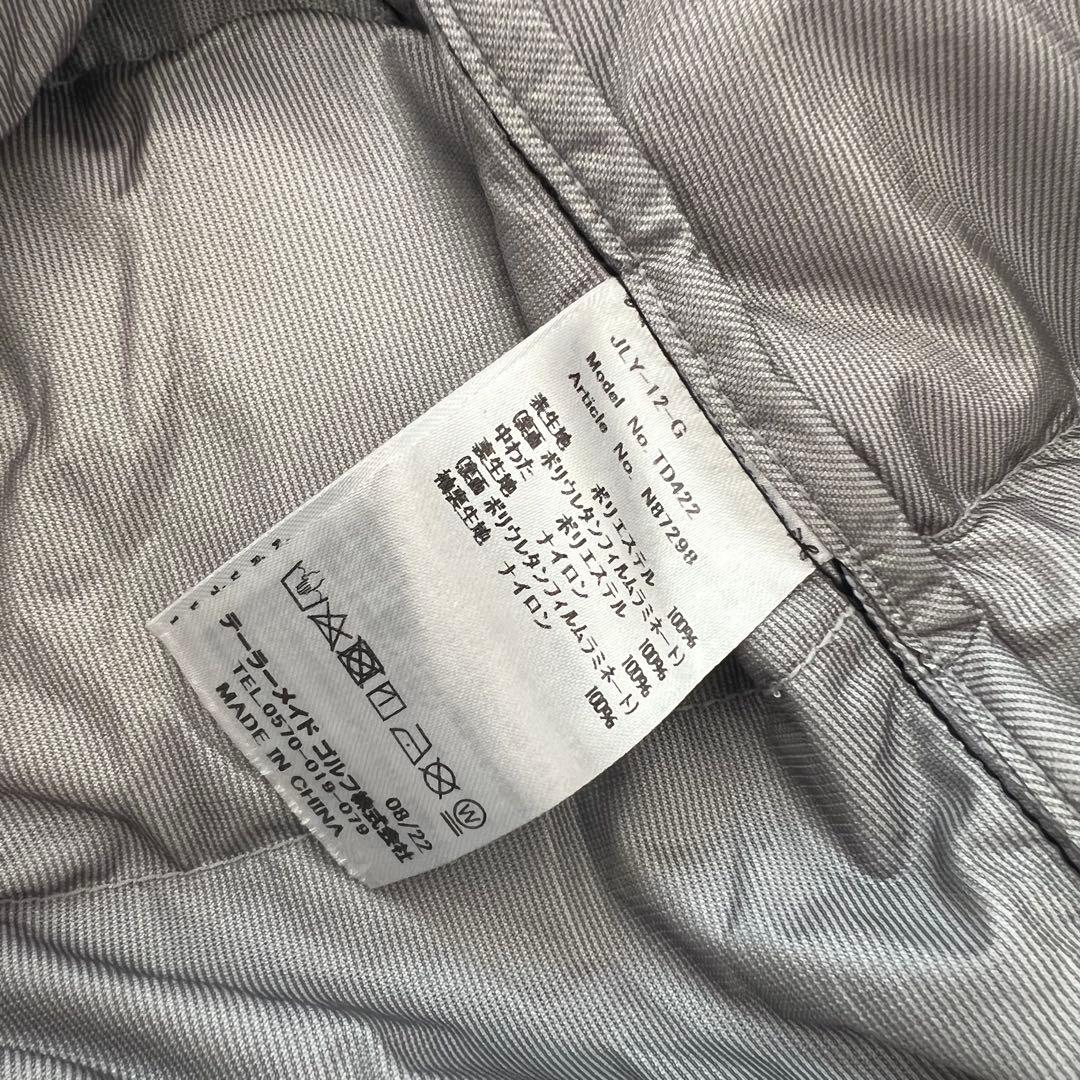 JLY-12-G
Model No. TD422
Article No. N87298
表生地 ポリエステル 100%
(裏面 ポリウレタンフィルムラミネート)
中わた ポリエステル 100%
裏生地 ナイロン 100%
(裏面 ポリウレタンフィルムラミネート)
袖裏生地 ナイロン 100%
W
08/22
テーラーメイド ゴルフ株式会社
TEL.0570-019-079
MADE IN CHINA